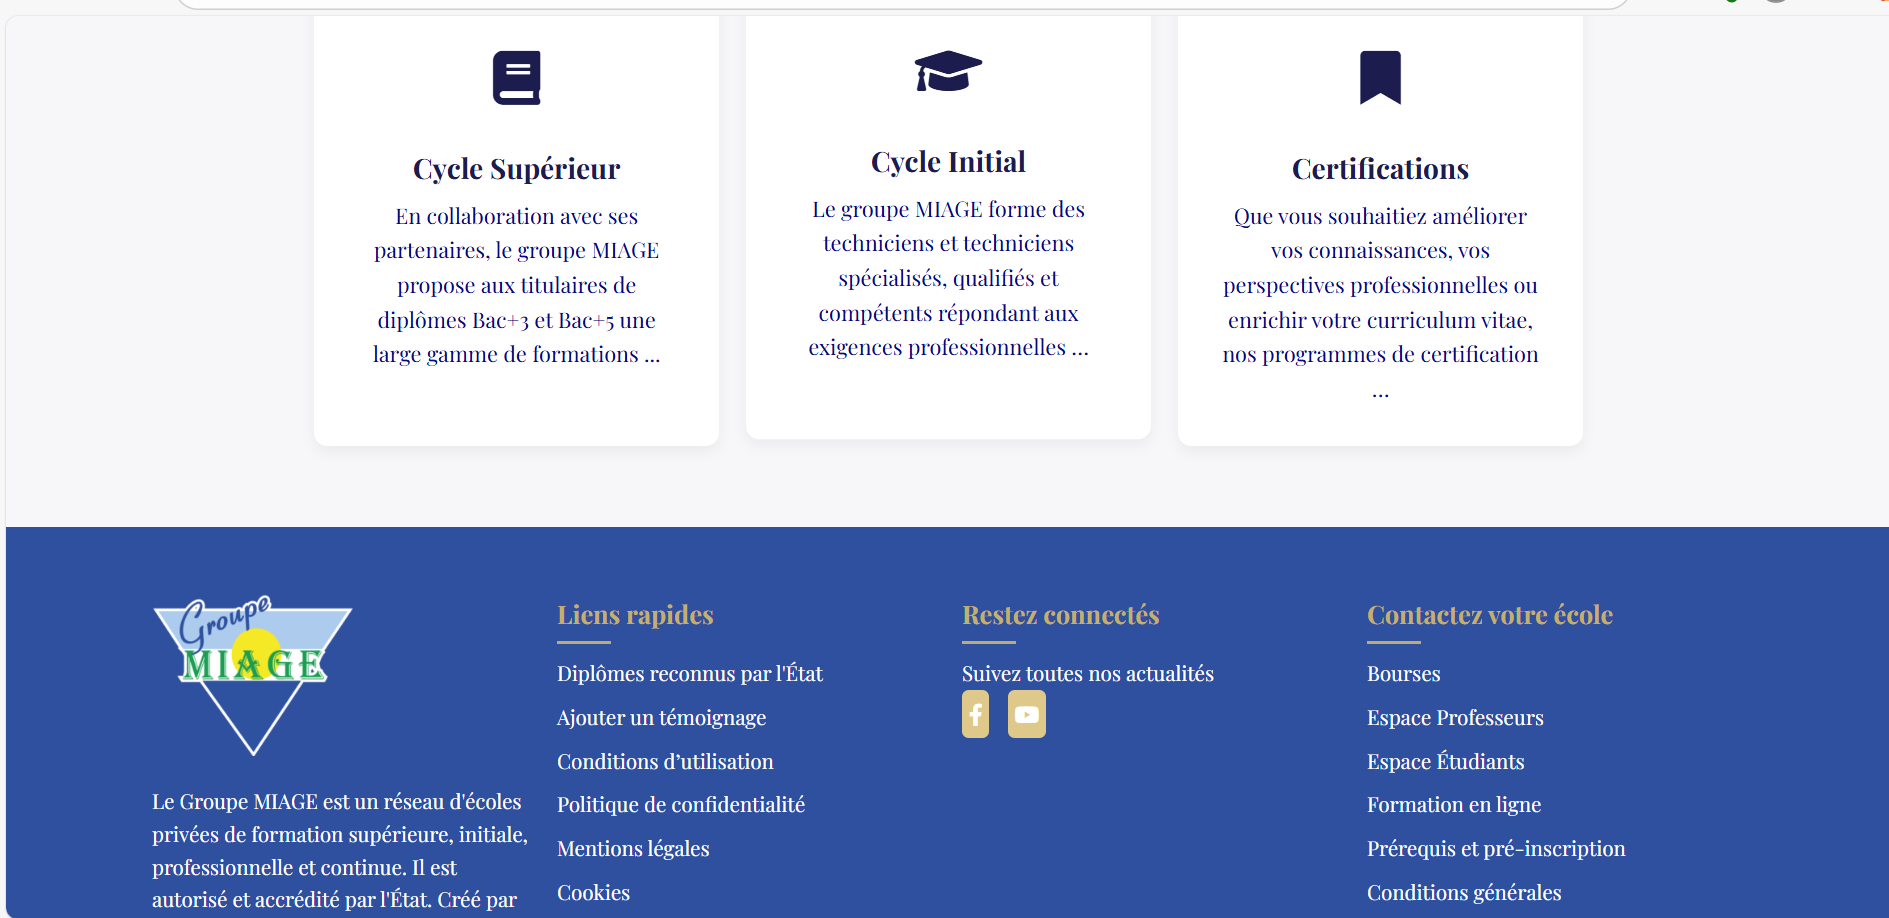 Cycle Supérieur
En collaboration avec ses
partenaires, le groupe MIAGE
propose aux titulaires de
diplômes Bac+3 et Bac+5 une
large gamme de formations ...
Cycle Initial
Le groupe MIAGE forme des
techniciens et techniciens
spécialisés, qualifiés et
compétents répondant aux
exigences professionnelles ...
Certifications
Que vous souhaitiez améliorer
vos connaissances, vos
perspectives professionnelles ou
enrichir votre curriculum vitae,
nos programmes de certification
...
Groupe
MIAGE
Le Groupe MIAGE est un réseau d'écoles
privées de formation supérieure, initiale,
professionnelle et continue. Il est
autorisé et accrédité par l'État. Créé par
Liens rapides
Diplômes reconnus par l'État
Ajouter un témoignage
Conditions d’utilisation
Politique de confidentialité
Mentions légales
Cookies
Restez connectés
Suivez toutes nos actualités
Contactez votre école
Bourses
Espace Professeurs
Espace Étudiants
Formation en ligne
Prérequis et pré-inscription
Conditions générales